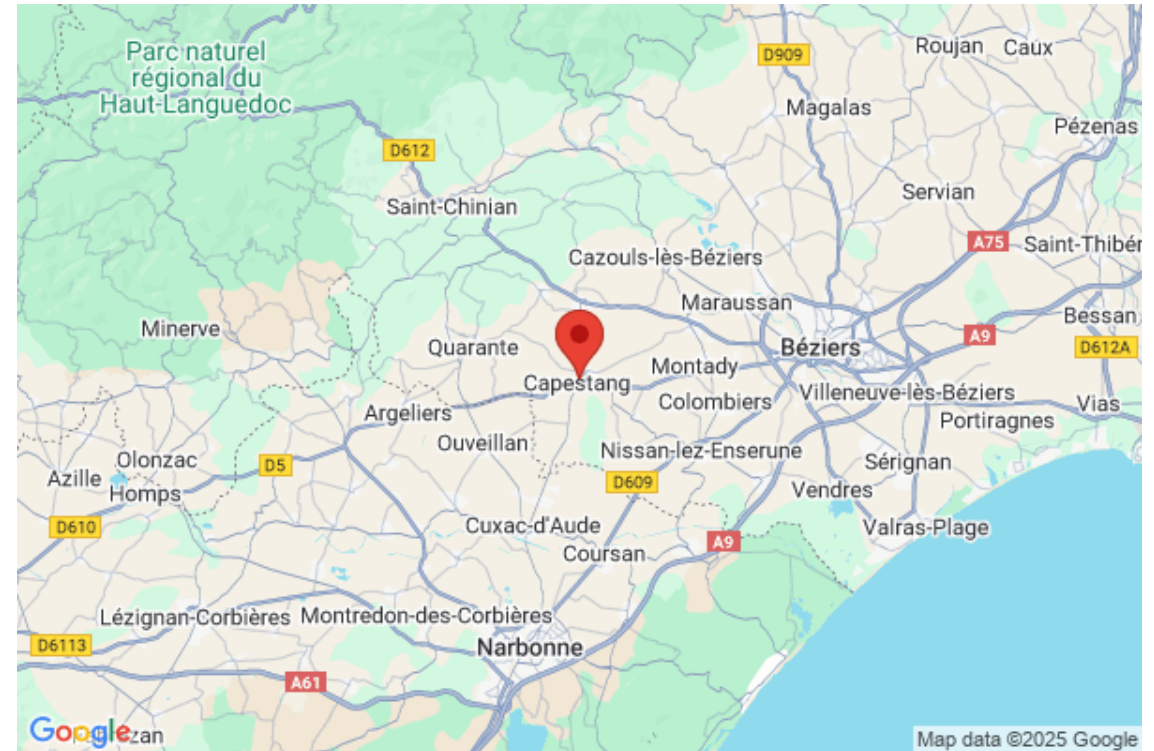 Parc naturel
régional du
Haut-Languedoc
D909
Roujan
Caux
Magalas
Pézenas
D612
Servian
Saint-Chinian
A75
Saint-Thibér
Cazouls-lès-Béziers
Maraussan
Bessan
Minerve
A9
Quarante
Béziers
D612A
Montady
Capestang
Villeneuve-lès-Béziers
Colombiers
Vias
Argeliers
Portiragnes
Ouveillan
Nissan-lez-Enserune
Olonzac
D5
Sérignan
Azille
Homps
D609
Vendres
D610
Cuxac-d'Aude
Valras-Plage
A9
Coursan
Lézignan-Corbières
Montredon-des-Corbières
D6113
Narbonne
A61
Google
zan
Map data ©2025 Google